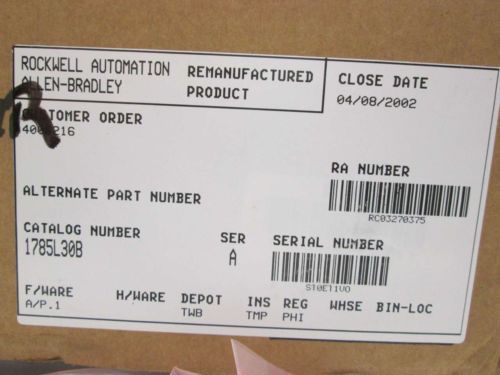 ROCKWELL AUTOMATION
ALLEN-BRADLEY
REMANUFACTURED
PRODUCT
CLOSE DATE
04/08/2002
CUSTOMER ORDER
RA NUMBER
RC03270375
ALTERNATE PART NUMBER
CATALOG NUMBER
1785L30B
SER
A
SERIAL NUMBER
F/WARE
A/P.1
H/WARE
DEPOT
TWB
INS
TMP
REG
PHI
WHSE
BIN-LOC